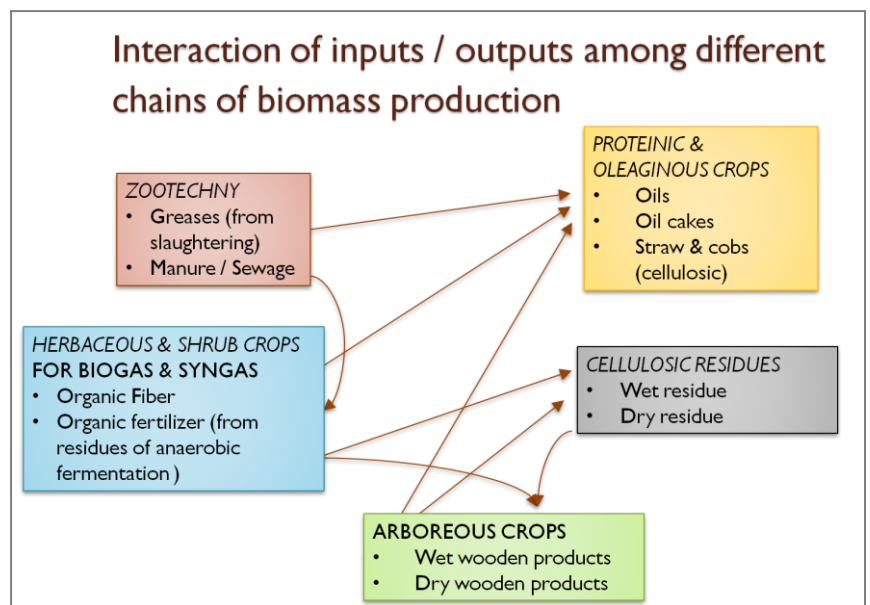 Interaction of inputs / outputs among different
chains of biomass production
PROTEINIC &
OLEAGINOUS CROPS
• Oils
• Oil cakes
• Straw & cobs
(cellulosic)
ZOOTECHNY
• Greases (from
slaughtering)
• Manure / Sewage
HERBACEOUS & SHRUB CROPS
FOR BIOGAS & SYNGAS
• Organic Fiber
• Organic fertilizer (from
residues of anaerobic
fermentation )
CELLULOSIC RESIDUES
• Wet residue
• Dry residue
ARBOREOUS CROPS
• Wet wooden products
• Dry wooden products